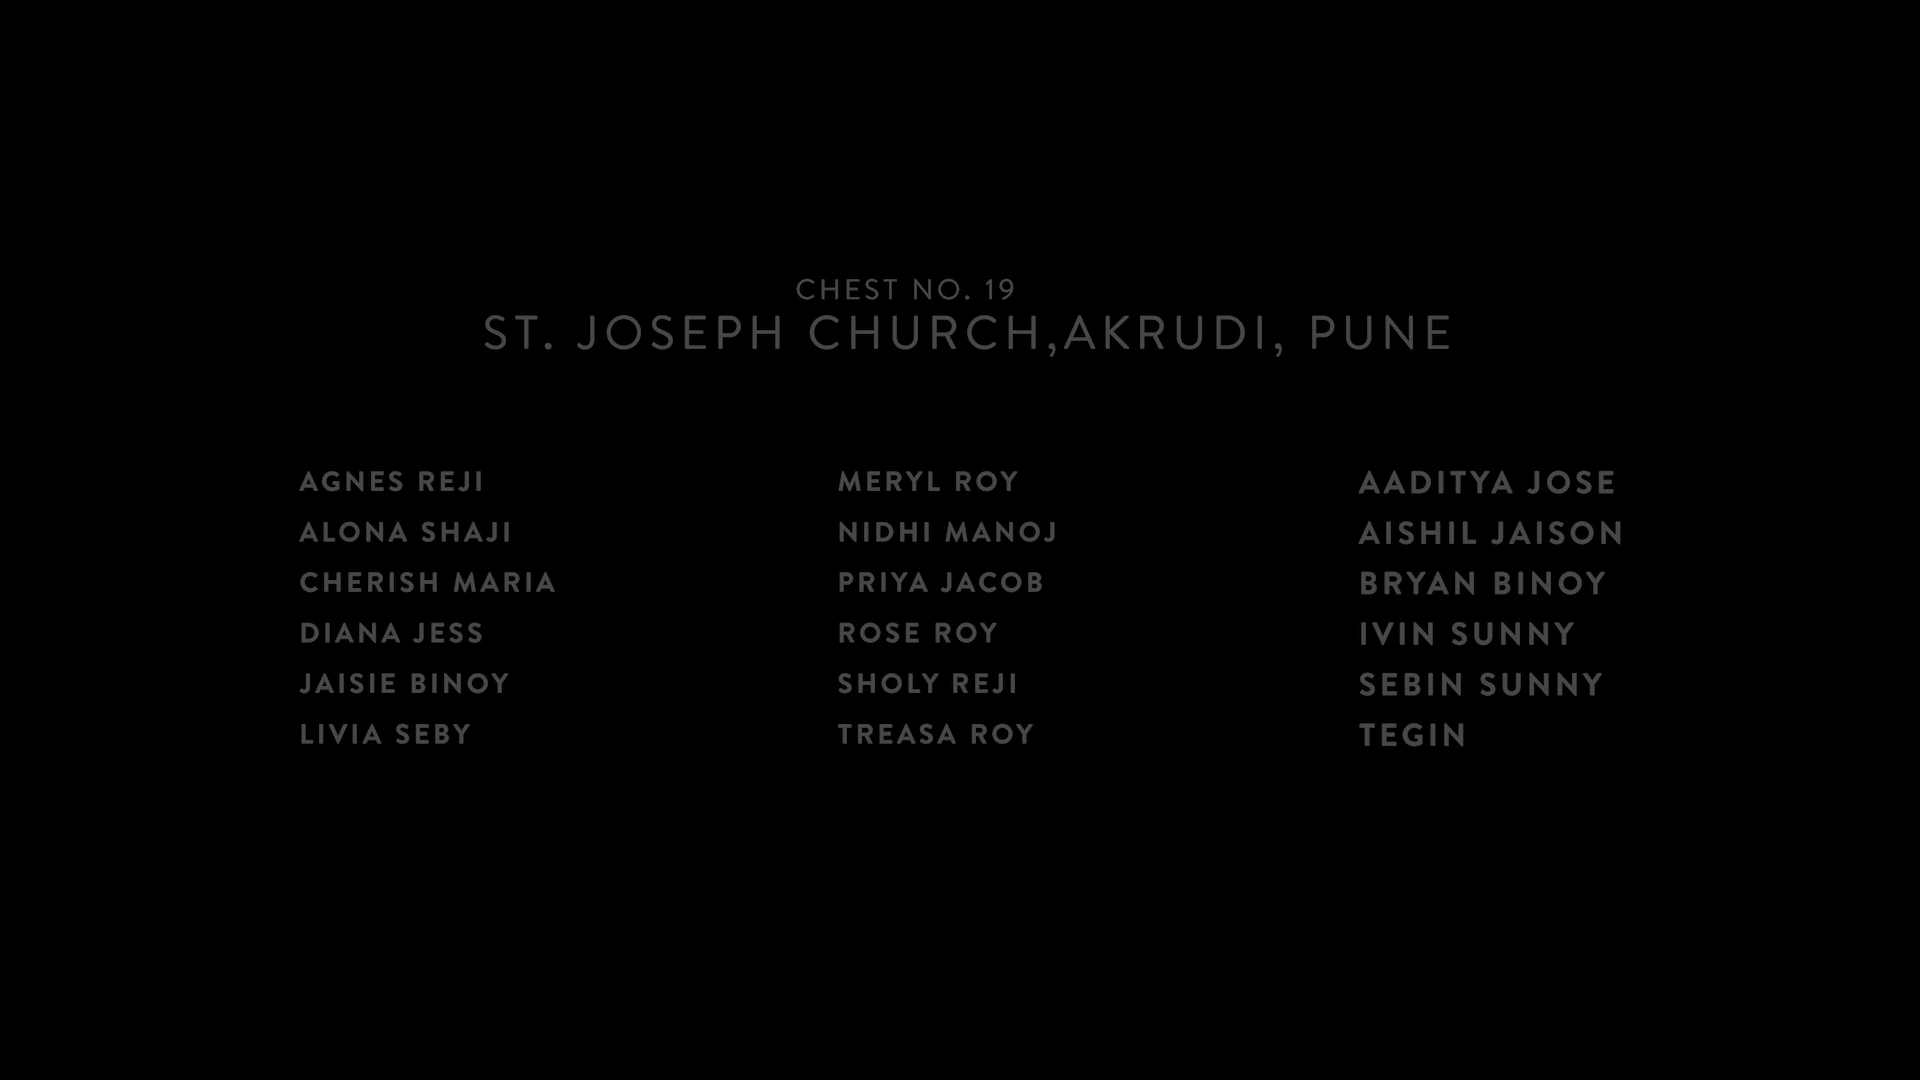 CHEST NO. 19
ST. JOSEPH CHURCH,AKRUDI, PUNE
AGNES REJI
ALONA SHAJI
CHERISH MARIA
DIANA JESS
JAISIE BINOY
LIVIA SEBY
MERYL ROY
NIDHI MANOJ
PRIYA JACOB
ROSE ROY
SHOLY REJI
TREASA ROY
AADITYA JOSE
AISHIL JAISON
BRYAN BINOY
IVIN SUNNY
SEBIN SUNNY
TEGIN